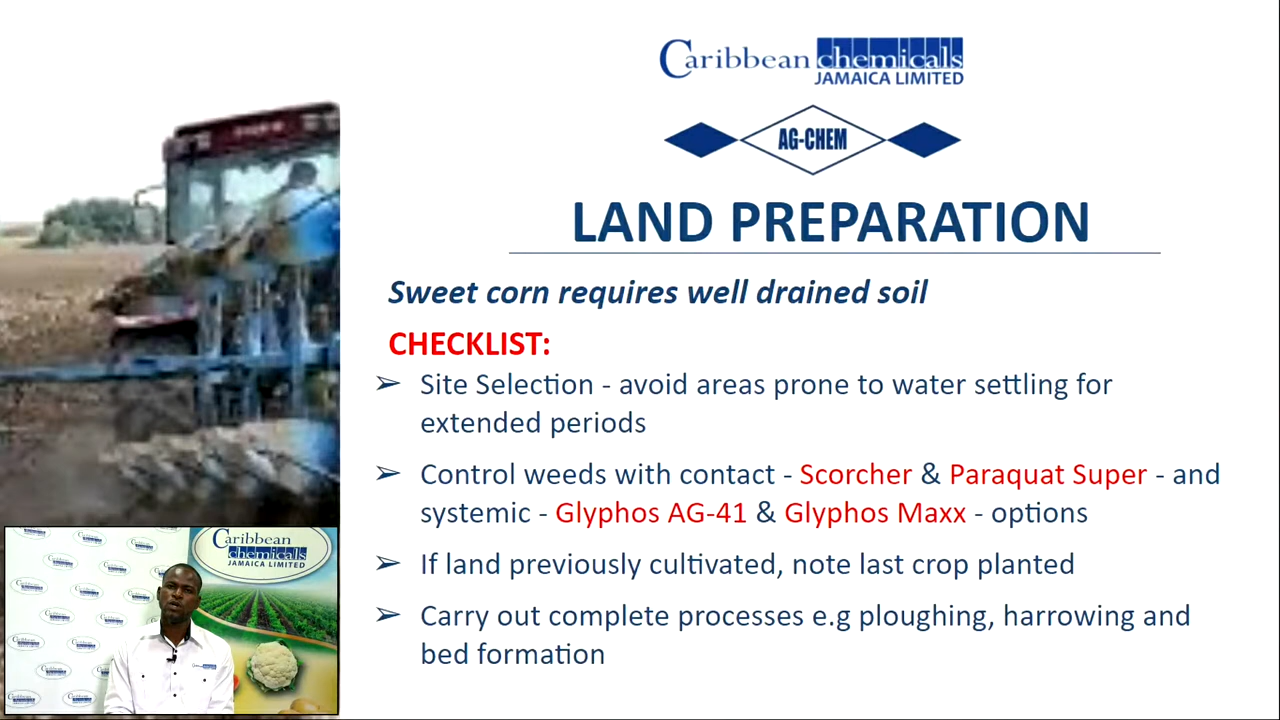 Caribbean chemicals
JAMAICA LIMITED
AG-CHEM
LAND PREPARATION
Sweet corn requires well drained soil
CHECKLIST:
➢ Site Selection - avoid areas prone to water settling for
extended periods
➢ Control weeds with contact - Scorcher & Paraquat Super - and
systemic - Glyphos AG-41 & Glyphos Maxx - options
➢ If land previously cultivated, note last crop planted
➢ Carry out complete processes e.g ploughing, harrowing and
bed formation
Caribbean
chemicals
JAMAICA LIMITED